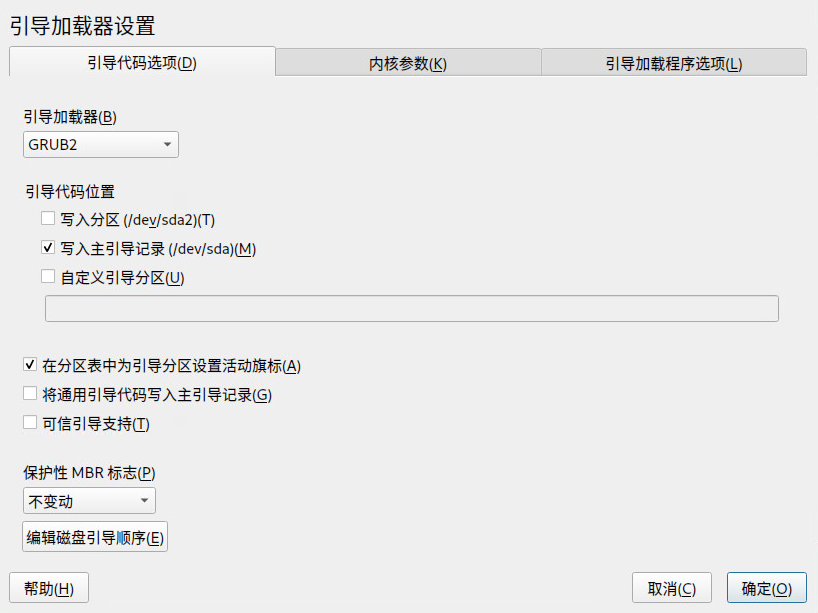 引导加载器设置
引导代码选项(D) 内核参数(K) 引导加载程序选项(L)
引导加载器(B)
GRUB2
引导代码位置
写入分区 (/dev/sda2)(T)
写入主引导记录 (/dev/sda)(M)
自定义引导分区(U)
在分区表中为引导分区设置活动旗标(A)
将通用引导代码写入主引导记录(G)
可信引导支持(T)
保护性 MBR 标志(P)
不变动
编辑磁盘引导顺序(E)
帮助(H) 取消(C) 确定(O)